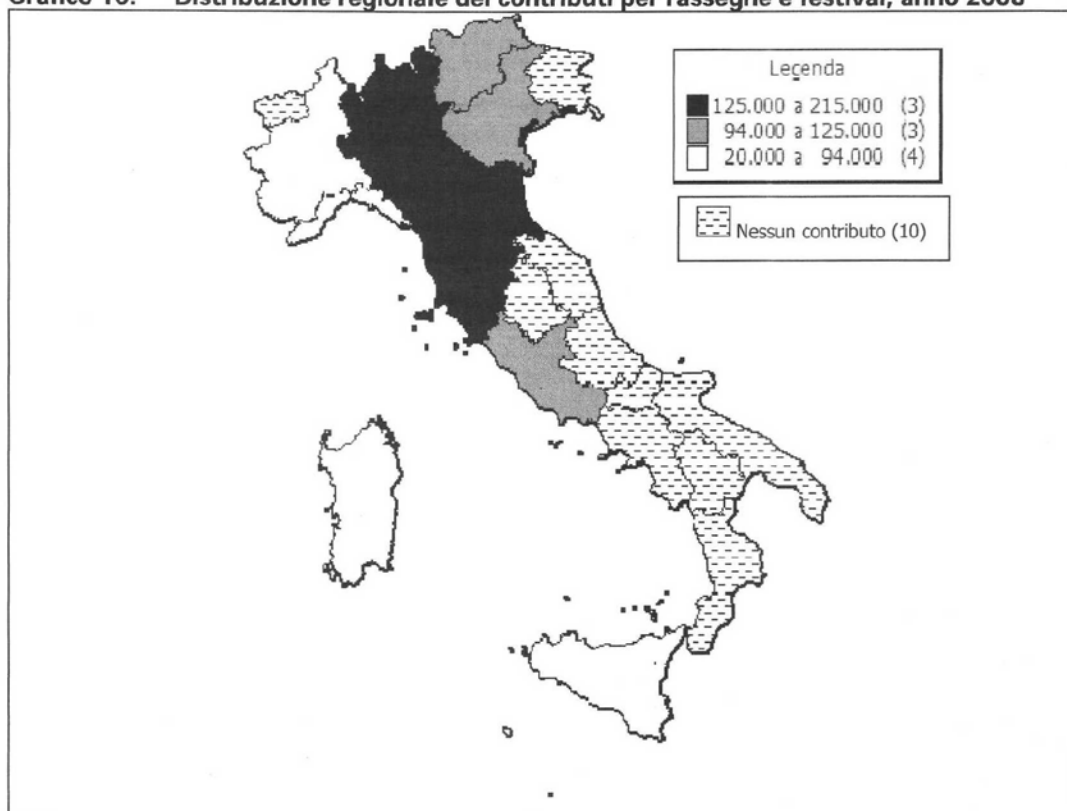 Grafico 10. Distribuzione regionale dei contributi per rassegne e festival, anno 2008
Legenda
125.000 a 215.000 (3)
94.000 a 125.000 (3)
20.000 a 94.000 (4)
Nessun contributo (10)